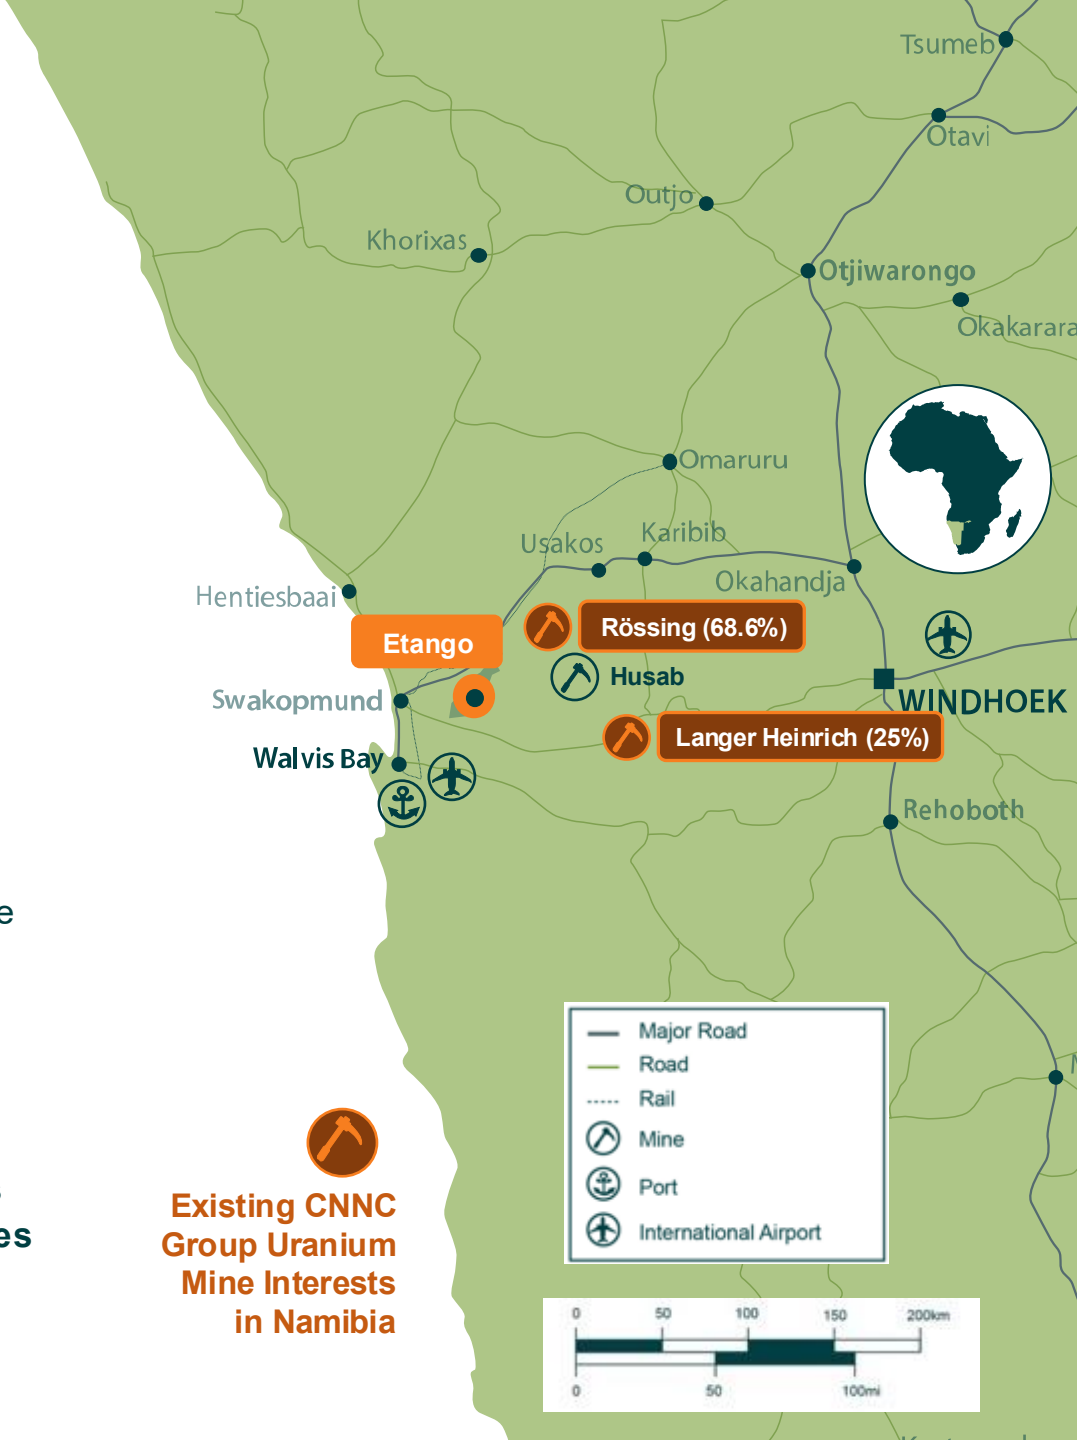 Tsumeb
Otavi
Outjo
Khorixas
Otjiwarongo
Okakarara
Omaruru
Usakos
Karibib
Okahandja
Hentiesbaai
Rössing (68.6%)
Etango
Husab
Swakopmund
WINDHOEK
Langer Heinrich (25%)
Walvis Bay
Rehoboth
e
Major Road
Road
Rail
Mine
Port
International Airport
es
Existing CNNC
Group Uranium
Mine Interests
in Namibia
0 50 100 150 200km
0 50 100mi